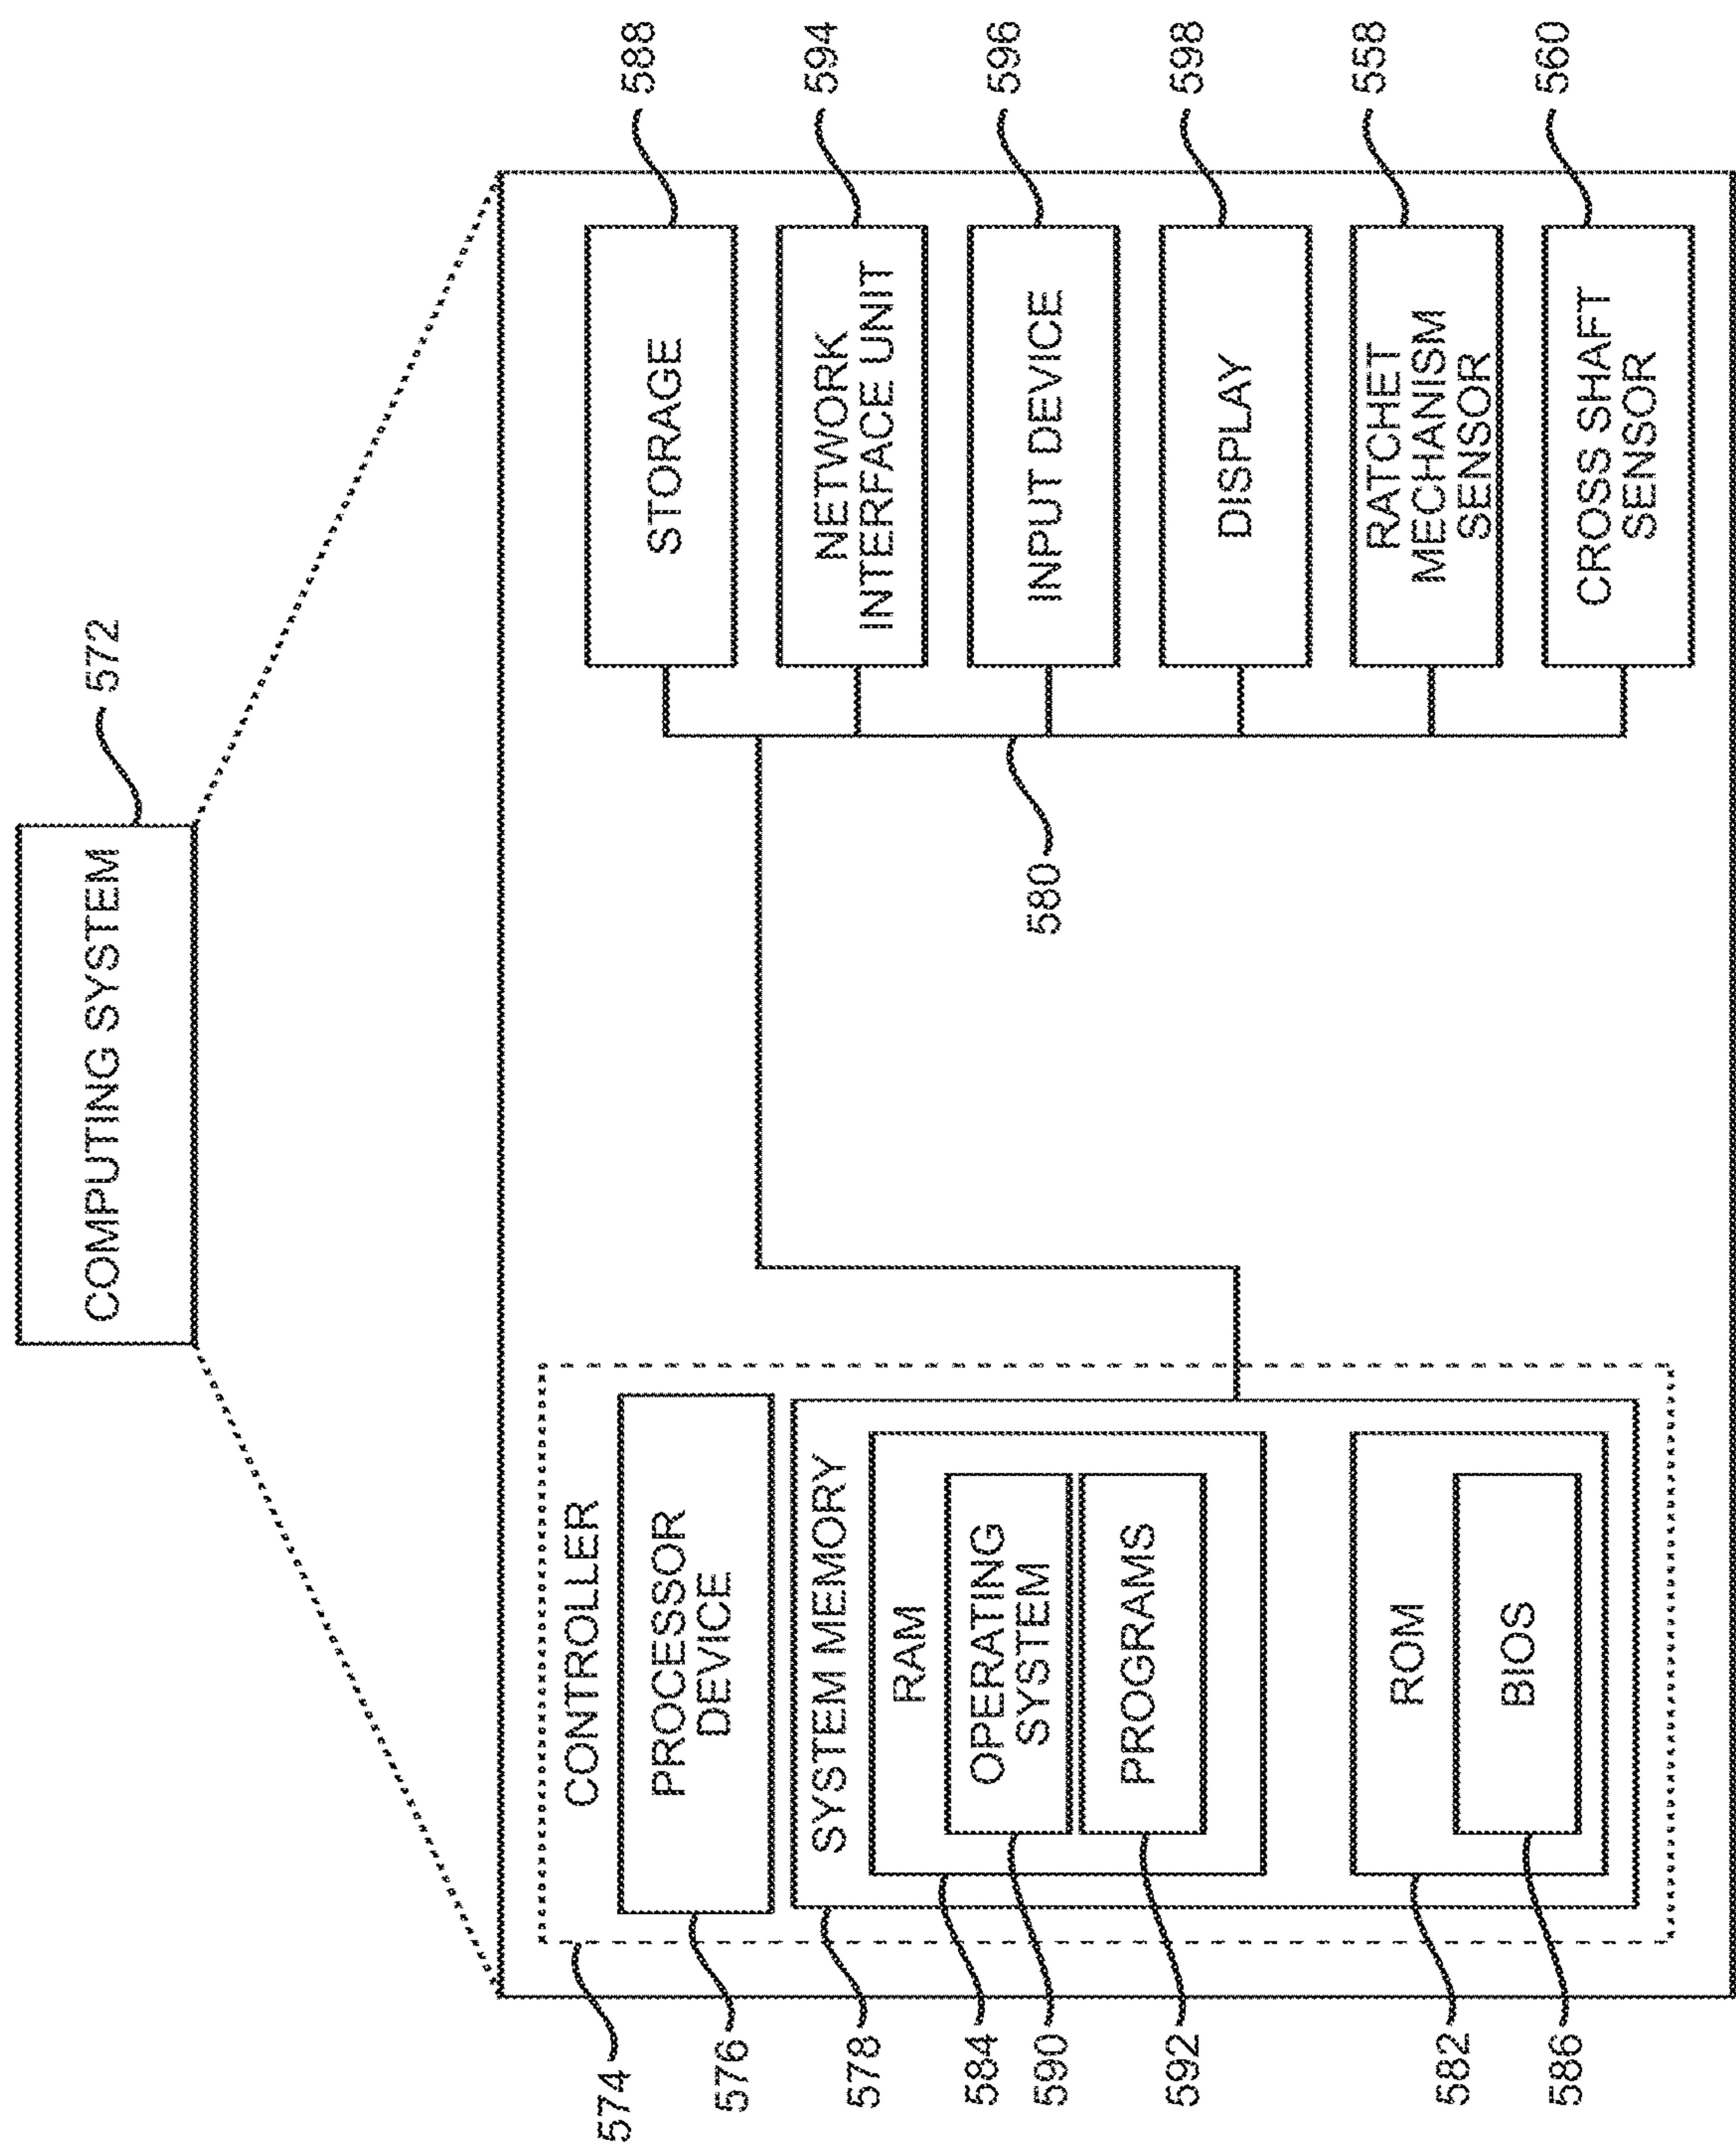 COMPUTING SYSTEM
572
574
CONTROLLER
576
PROCESSOR
DEVICE
578
SYSTEM MEMORY
584
RAM
590
OPERATING
SYSTEM
592
PROGRAMS
582
ROM
586
BIOS
580
STORAGE
588
NETWORK
INTERFACE UNIT
594
INPUT DEVICE
596
DISPLAY
598
RATCHET
MECHANISM
SENSOR
558
CROSS SHAFT
SENSOR
560